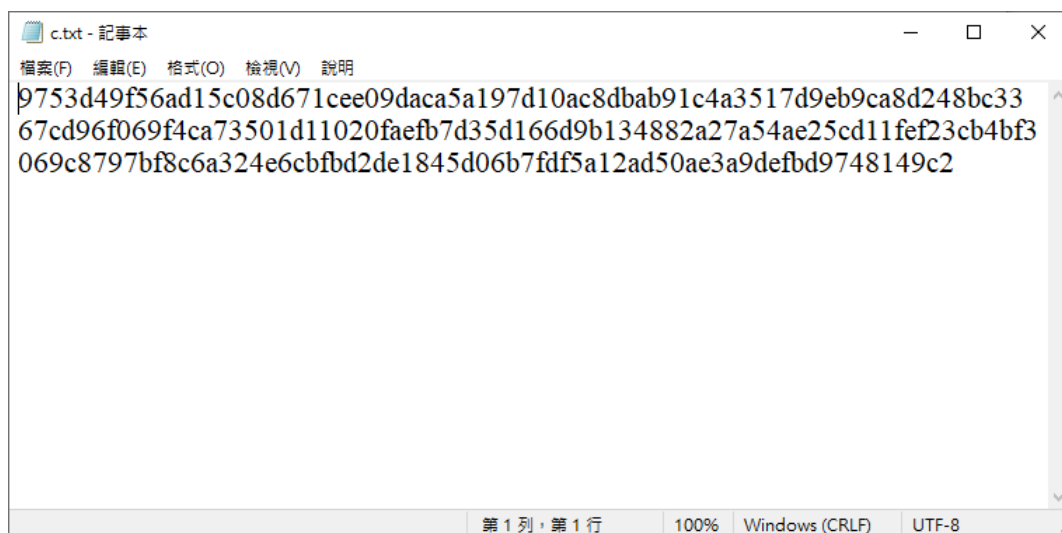 c.txt - 記事本
檔案(F) 編輯(E) 格式(O) 檢視(V) 說明
9753d49f56ad15c08d671cee09daca5a197d10ac8dbab91c4a3517d9eb9ca8d248bc33
67cd96f069f4ca73501d11020faefb7d35d166d9b134882a27a54ae25cd11fef23cb4bf3
069c8797bf8c6a324e6cbfbd2de1845d06b7fdf5a12ad50ae3a9defbd9748149c2
第 1 列，第 1 行 100% Windows (CRLF) UTF-8